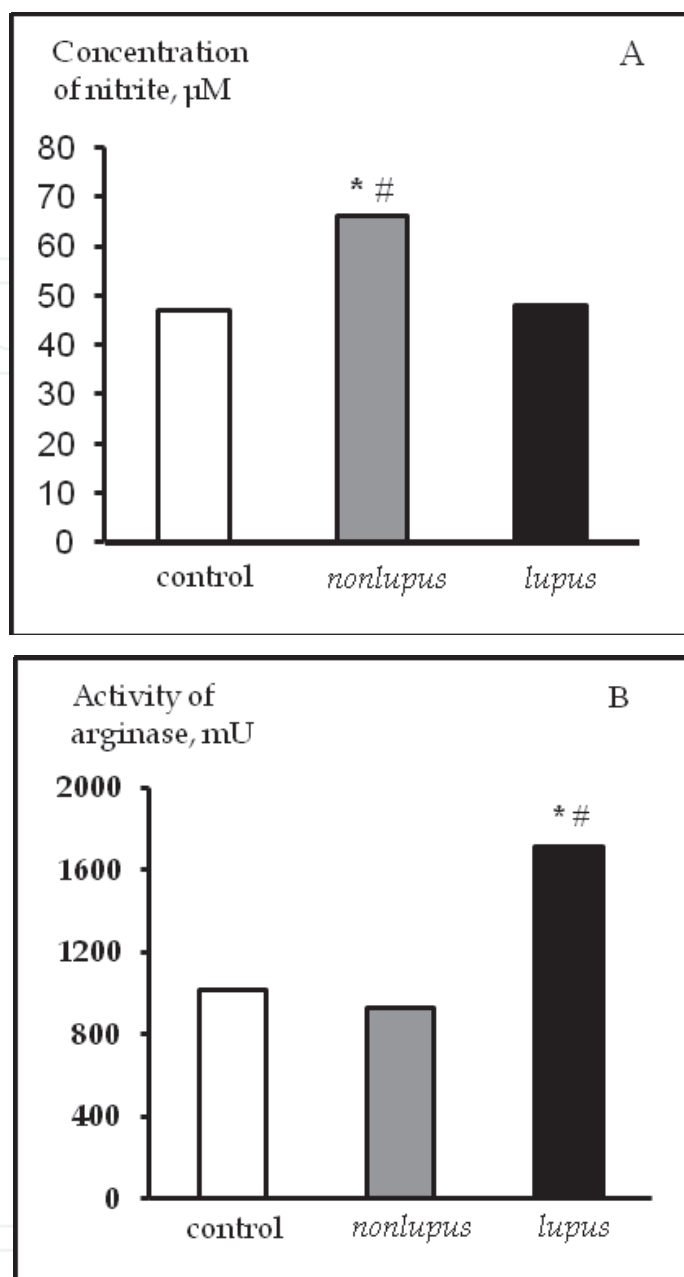 Concentration
of nitrite, µM
A
80
70
60
50
40
30
20
10
0
* #
control nonlupus lupus
Activity of
arginase, mU
B
2000
1600
1200
800
400
0
* #
control nonlupus lupus